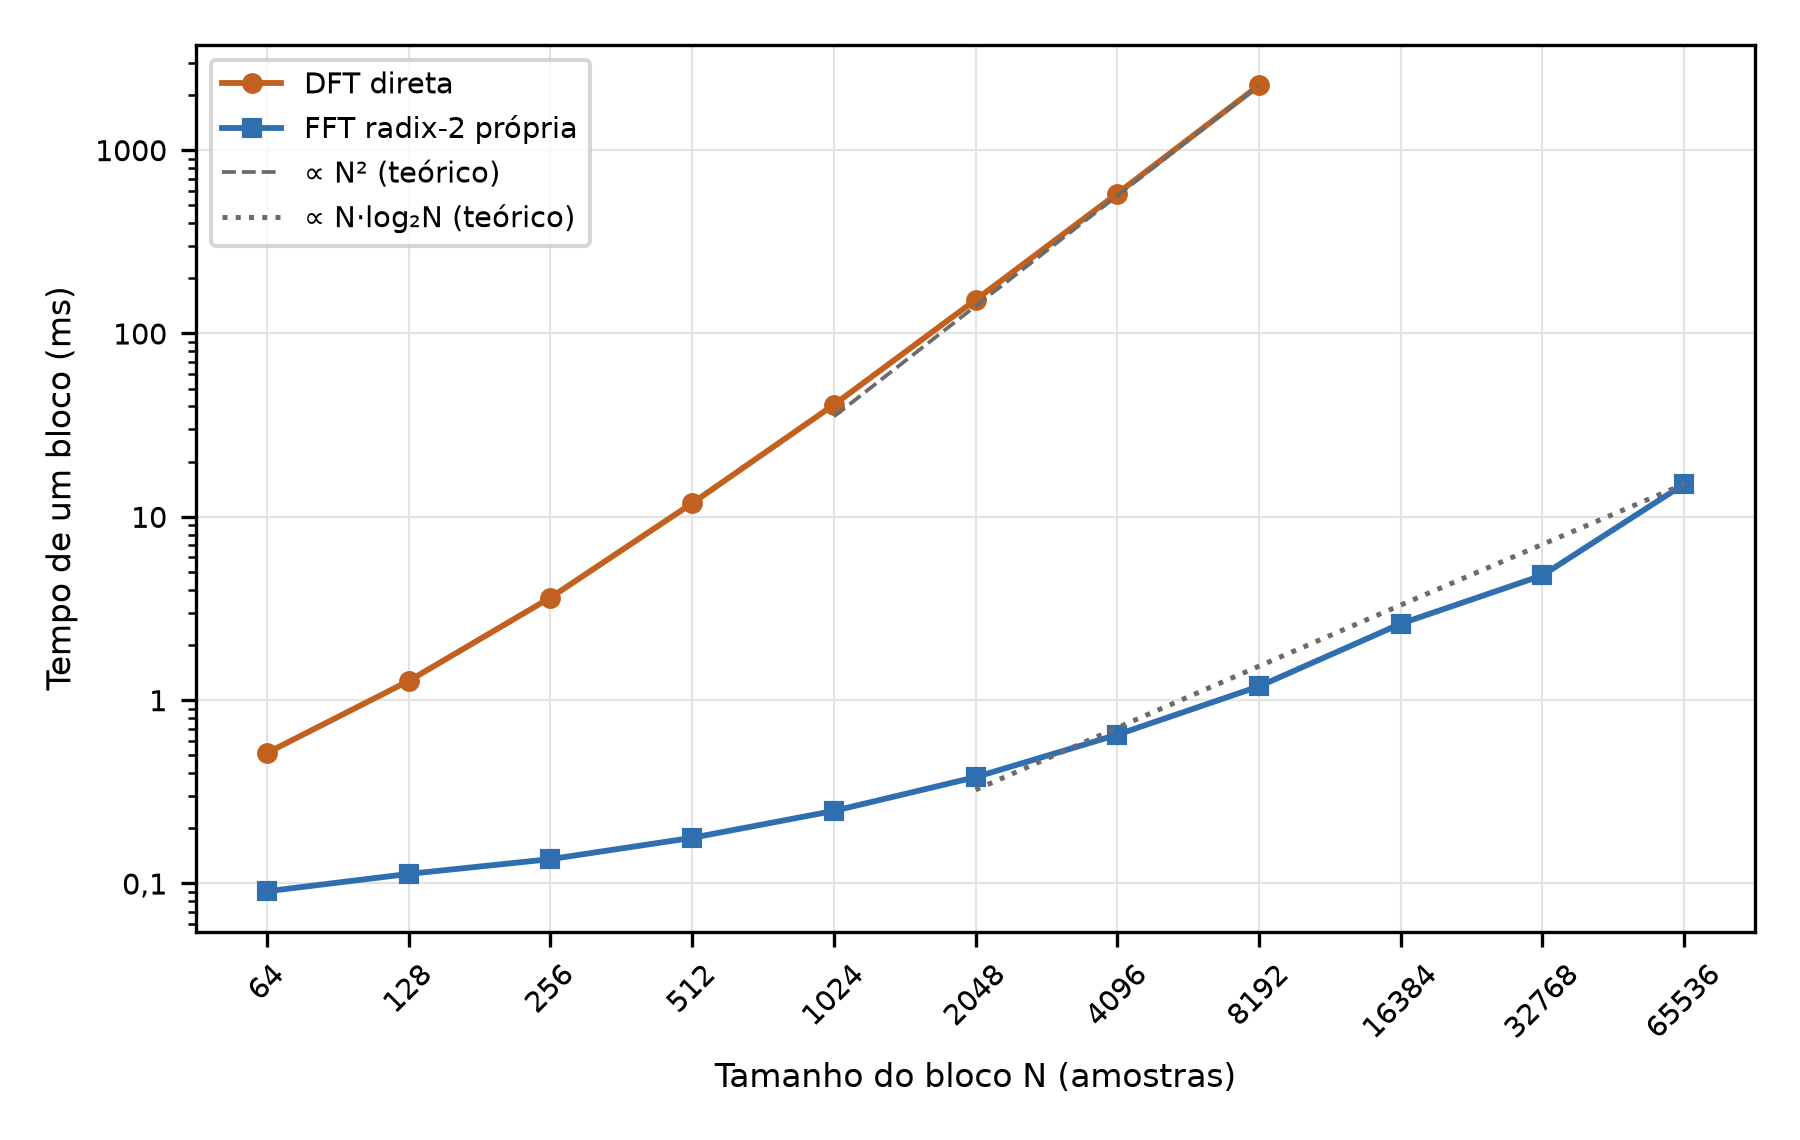 DFT direta
FFT radix-2 própria
∝ N² (teórico)
∝ N·log₂N (teórico)
Tempo de um bloco (ms)
1000
100
10
1
0,1
64
128
256
512
1024
2048
4096
8192
16384
32768
65536
Tamanho do bloco N (amostras)